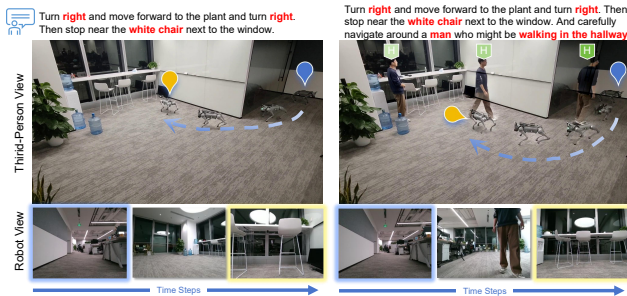 Turn right and move forward to the plant and turn right.
Then stop near the white chair next to the window.
Turn right and move forward to the plant and turn right. Then
stop near the white chair next to the window. And carefully
navigate around a man who might be walking in the hallway
H
H
H
Thirid-Person View
Robot View
Time Steps
Time Steps